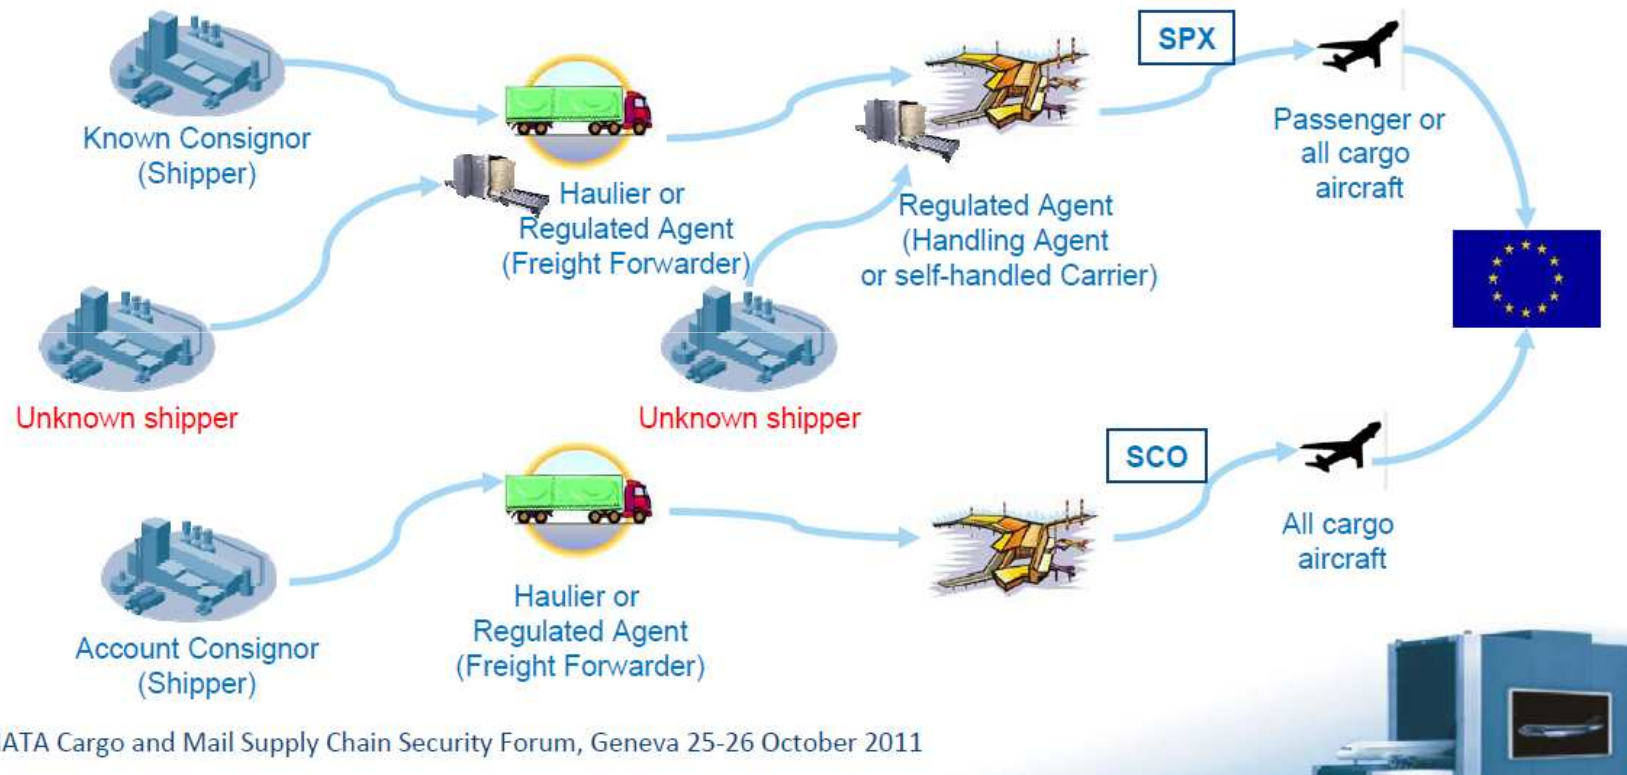 SPX
Known Consignor
(Shipper)
Haulier or
Regulated Agent
(Freight Forwarder)
Regulated Agent
(Handling Agent
or self-handled Carrier)
Passenger or
all cargo
aircraft
Unknown shipper
Unknown shipper
SCO
Account Consignor
(Shipper)
Haulier or
Regulated Agent
(Freight Forwarder)
All cargo
aircraft
IATA Cargo and Mail Supply Chain Security Forum, Geneva 25-26 October 2011